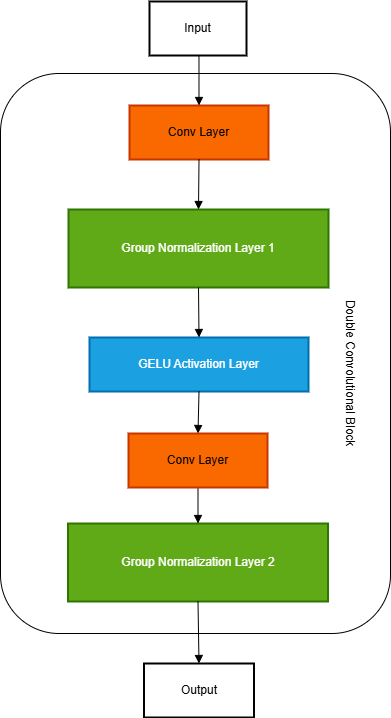 Input
Conv Layer
Group Normalization Layer 1
GELU Activation Layer
Double Convolutional Block
Conv Layer
Group Normalization Layer 2
Output